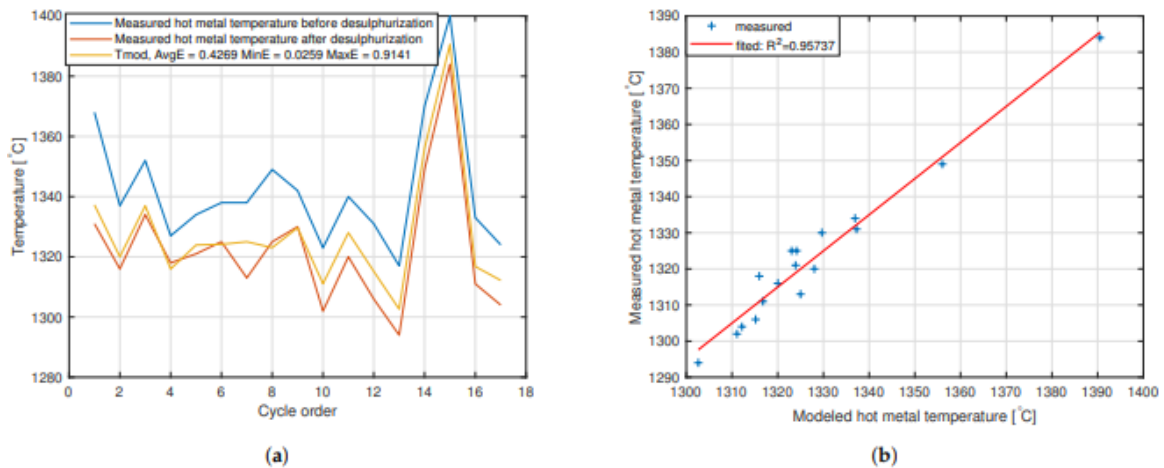 Measured hot metal temperature before desulphurization
Measured hot metal temperature after desulphurization
Tmod, AvgE = 0.4269 MinE = 0.0259 MaxE = 0.9141
1400
1380
1360
1340
1320
1300
1280
Temperature [°C]
0 2 4 6 8 10 12 14 16 18
Cycle order
(a)
measured
fited: R²=0.95737
1390
1380
1370
1360
1350
1340
1330
1320
1310
1300
1290
Measured hot metal temperature [°C]
1300 1310 1320 1330 1340 1350 1360 1370 1380 1390 1400
Modeled hot metal temperature [°C]
(b)